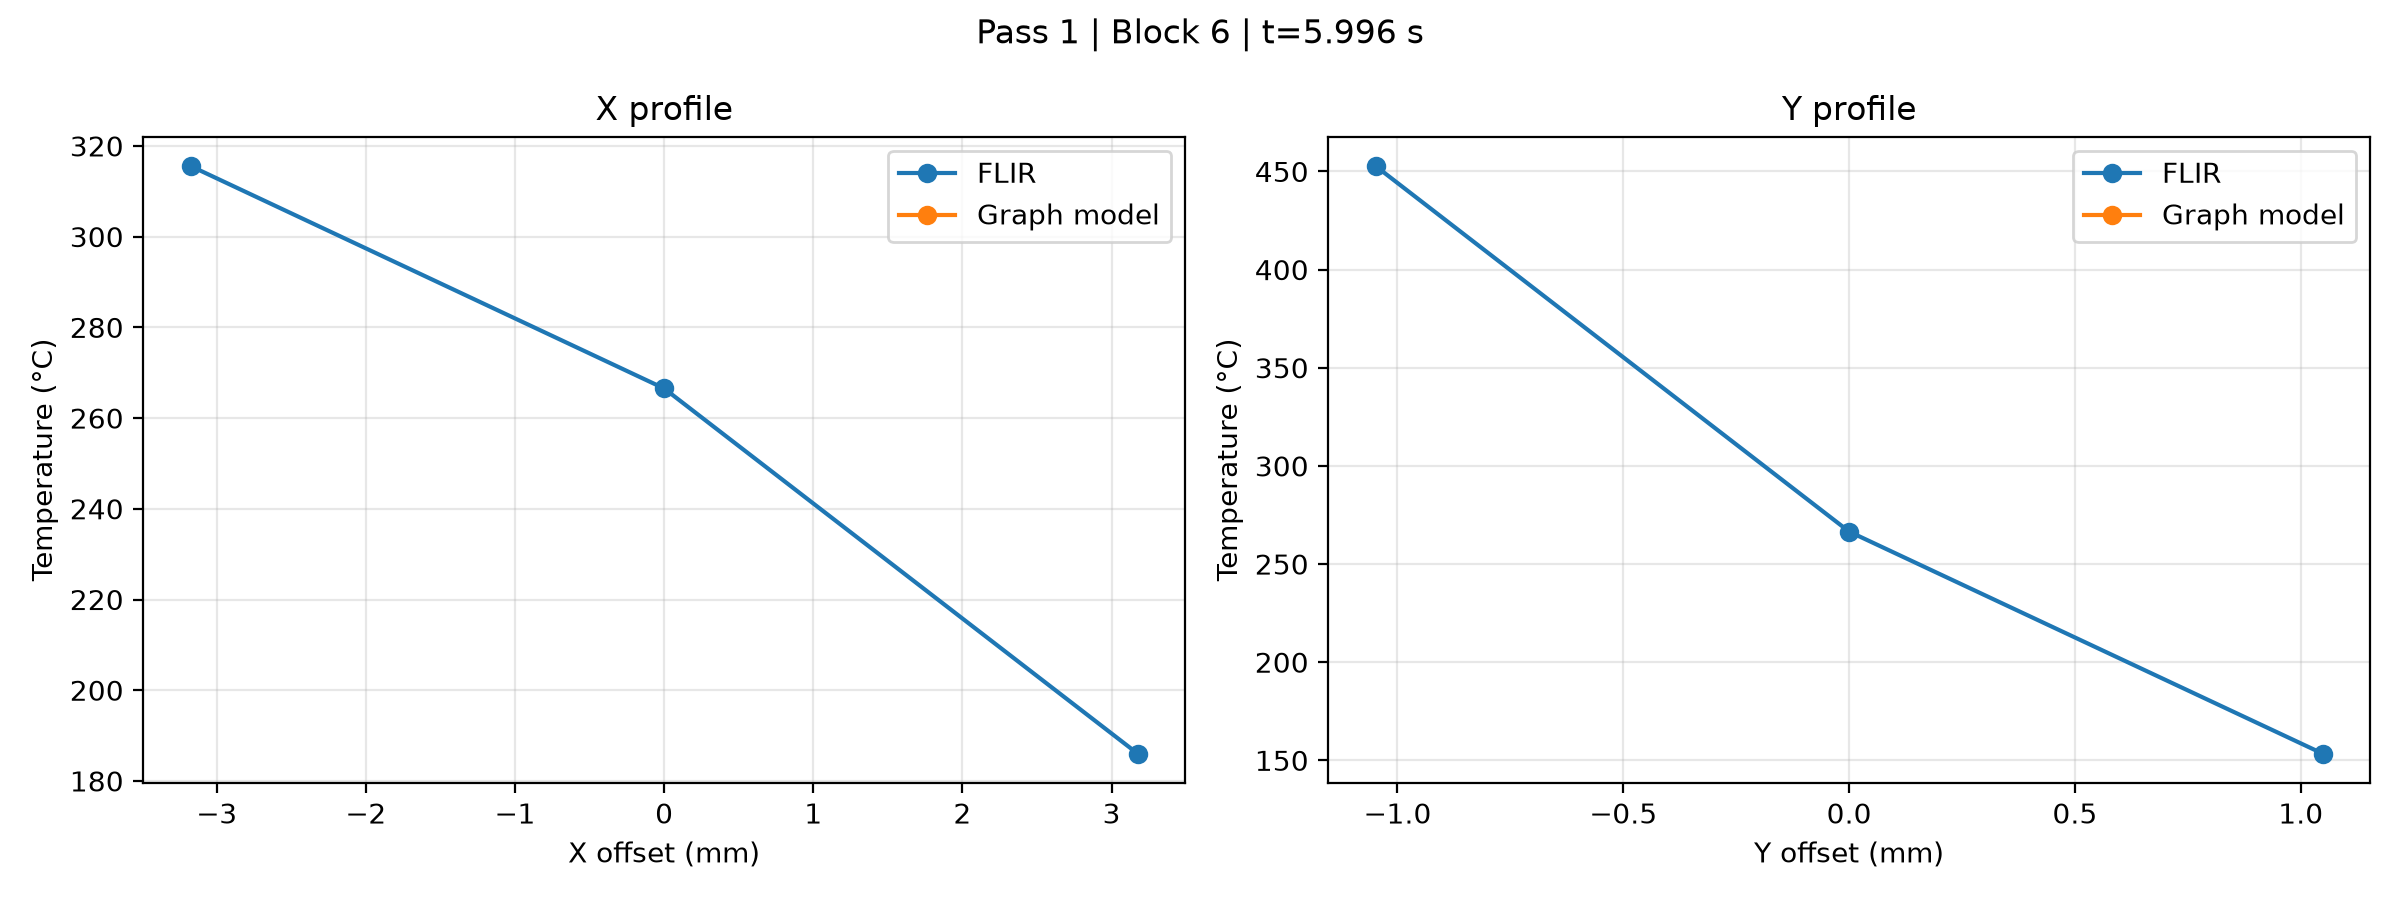 Pass 1 | Block 6 | t=5.996 s
X profile
320
300
280
260
240
220
200
180
Temperature (°C)
−3
−2
−1
0
1
2
3
X offset (mm)
FLIR
Graph model
Y profile
450
400
350
300
250
200
150
Temperature (°C)
−1.0
−0.5
0.0
0.5
1.0
Y offset (mm)
FLIR
Graph model